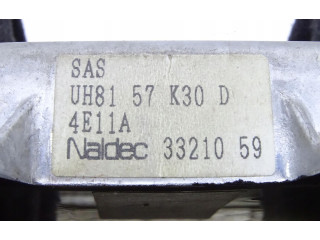 SAS
UH81 57 K30 D
4E11A
Naldec 33210 59